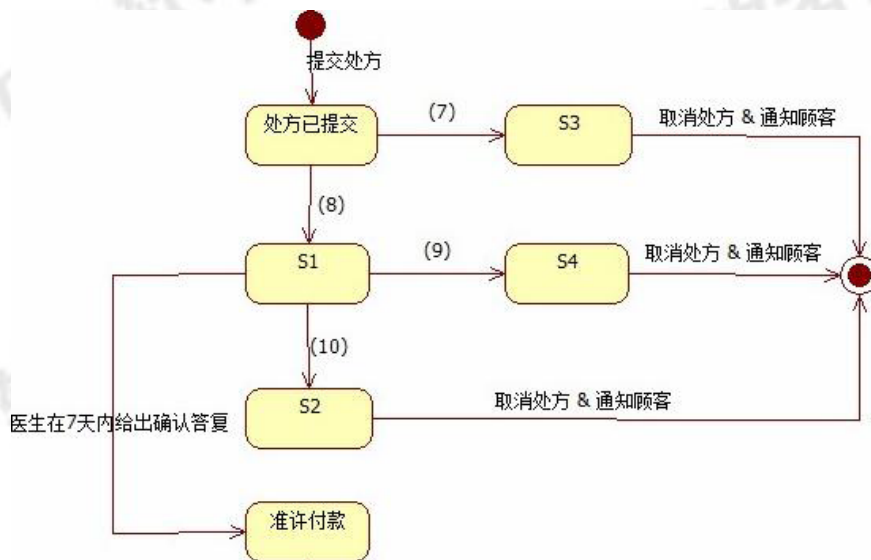 提交处方
处方已提交
(7)
S3
取消处方 & 通知顾客
(8)
S1
(9)
S4
取消处方 & 通知顾客
(10)
S2
取消处方 & 通知顾客
医生在7天内给出确认答复
准许付款